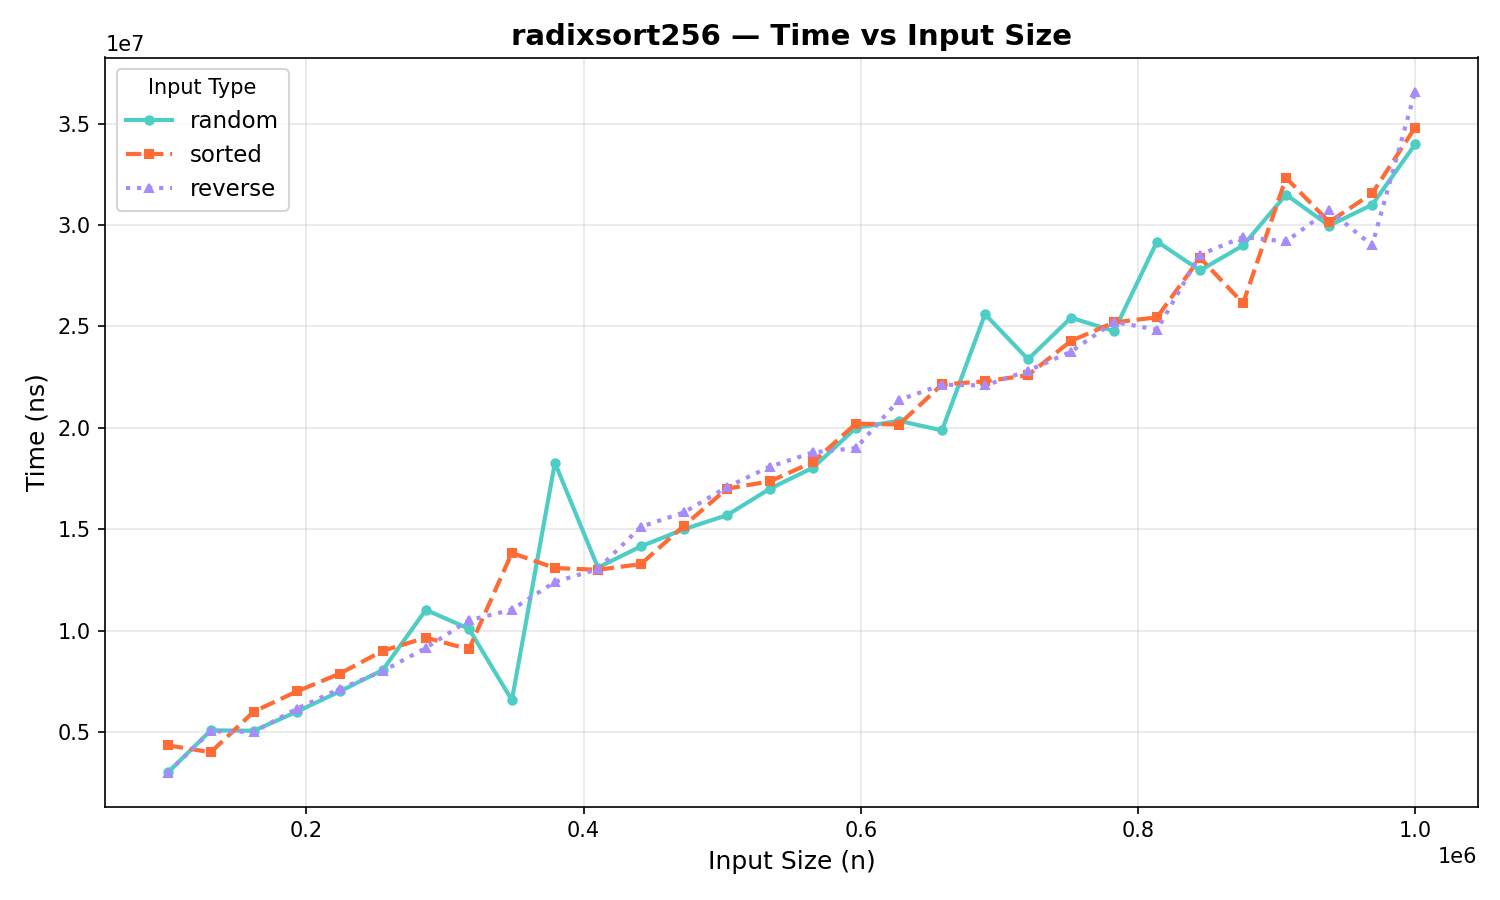 radixsort256 — Time vs Input Size
1e7
Input Type
random
sorted
reverse
3.5
3.0
2.5
2.0
1.5
1.0
0.5
Time (ns)
0.2 0.4 0.6 0.8 1.0
1e6
Input Size (n)